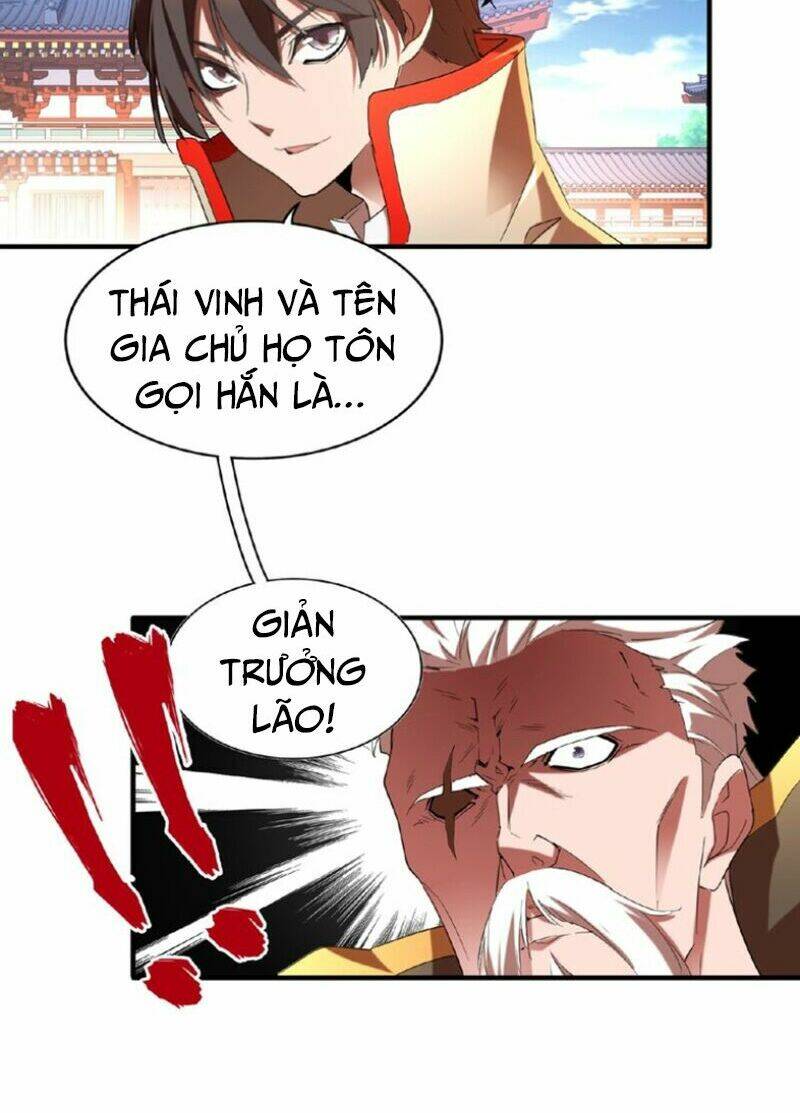 THÁI VINH VÀ TÊN
GIA CHỦ HỌ TÔN
GỌI HẮN LÀ...
GIẢN
TRƯỞNG
LÃO!
!!